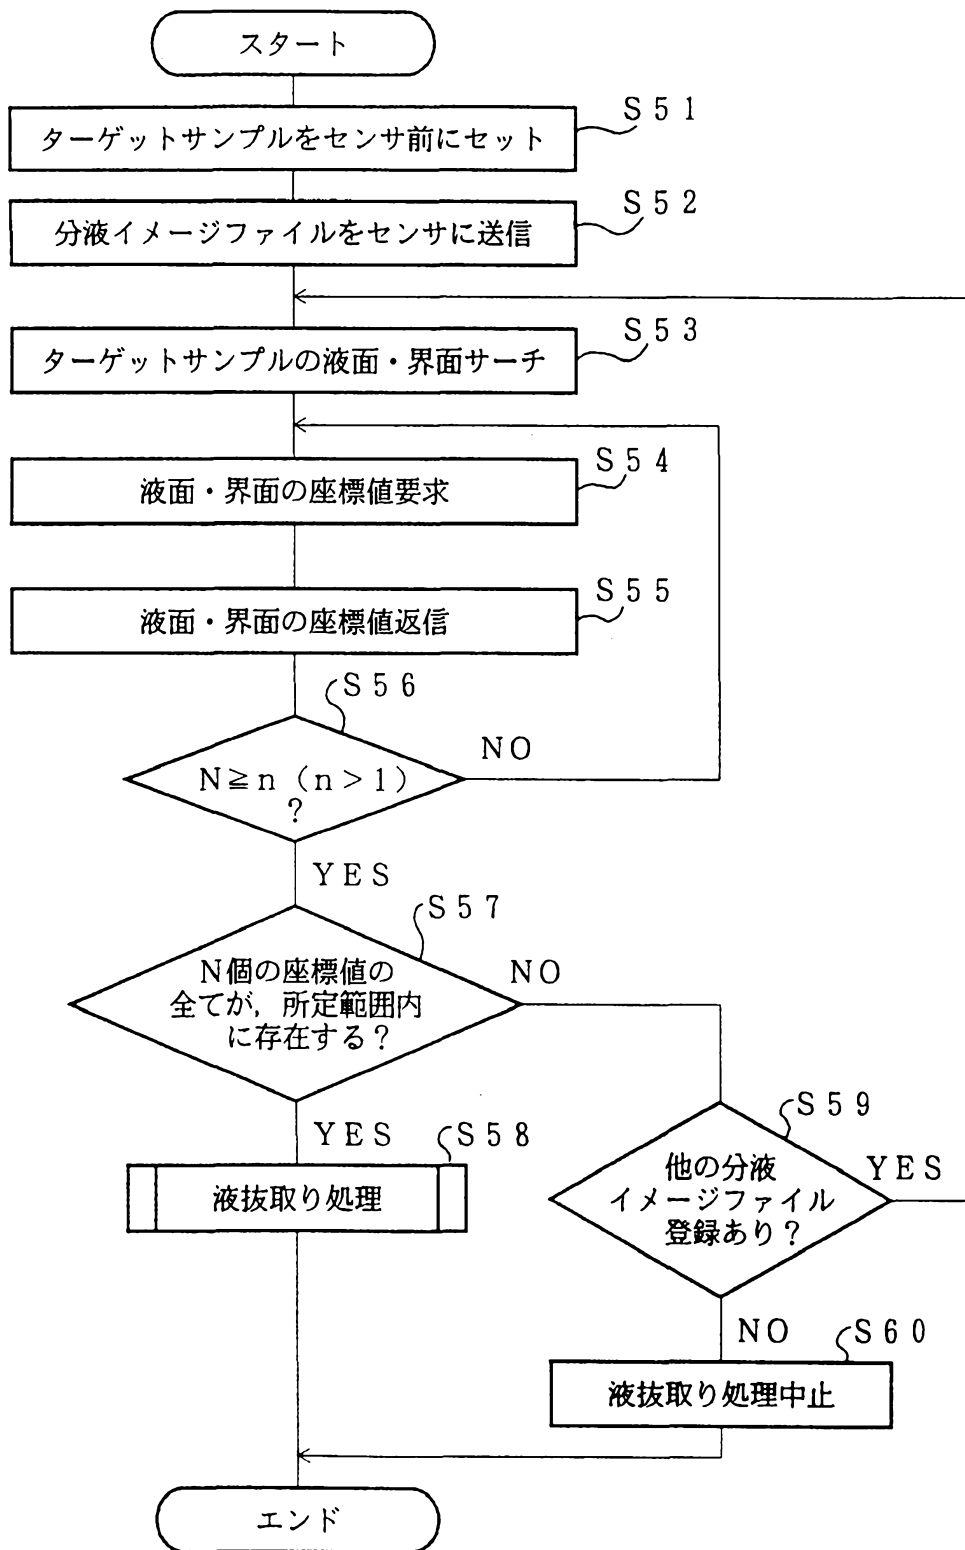 スタート
S51
ターゲットサンプルをセンサ前にセット
S52
分液イメージファイルをセンサに送信
S53
ターゲットサンプルの液面・界面サーチ
S54
液面・界面の座標値要求
S55
液面・界面の座標値返信
S56
N≧n (n>1)
?
NO
YES
S57
N個の座標値の
全てが，所定範囲内
に存在する?
NO
YES
S58
液抜取り処理
S59
他の分液
イメージファイル
登録あり?
YES
NO
S60
液抜取り処理中止
エンド